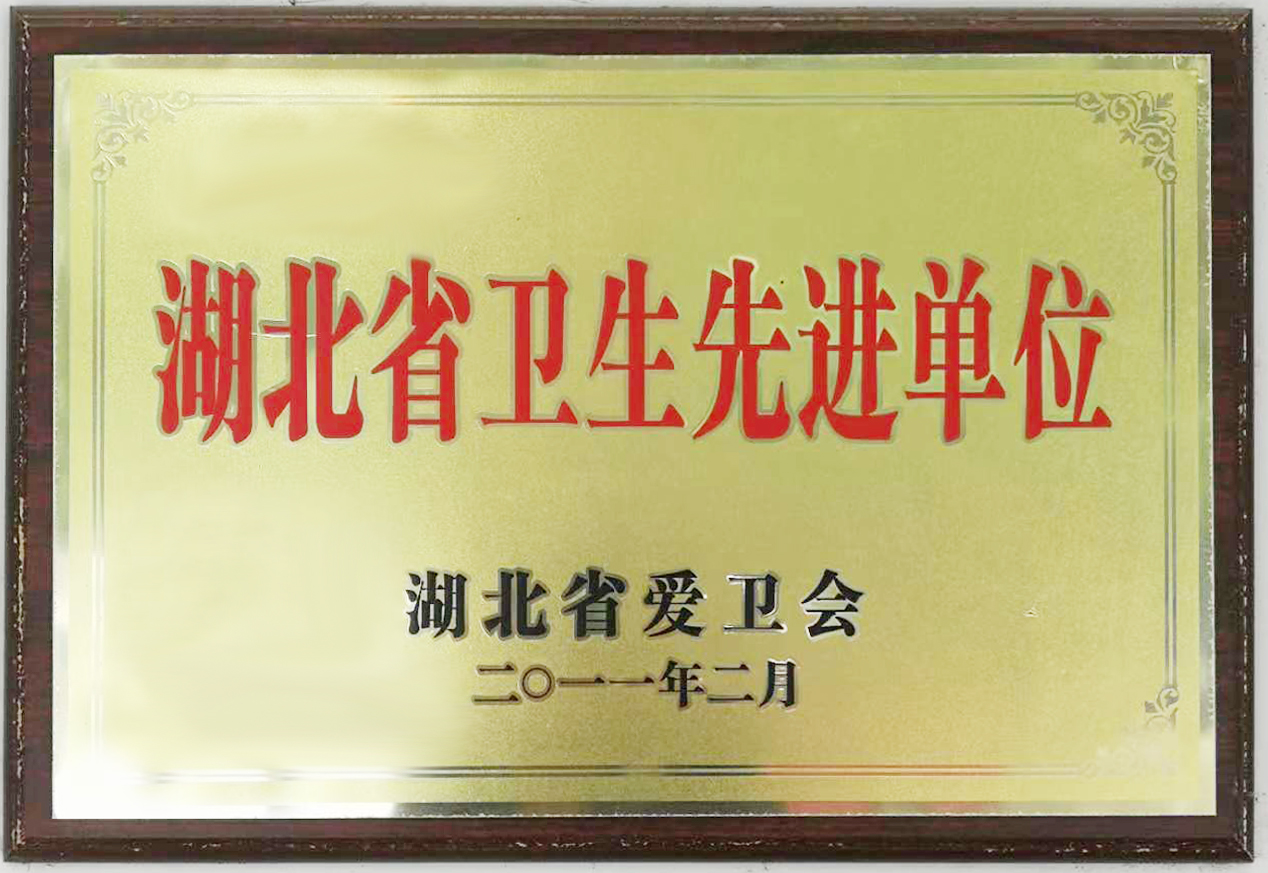 湖北省卫生先进单位
湖北省爱卫会
二〇一一年二月